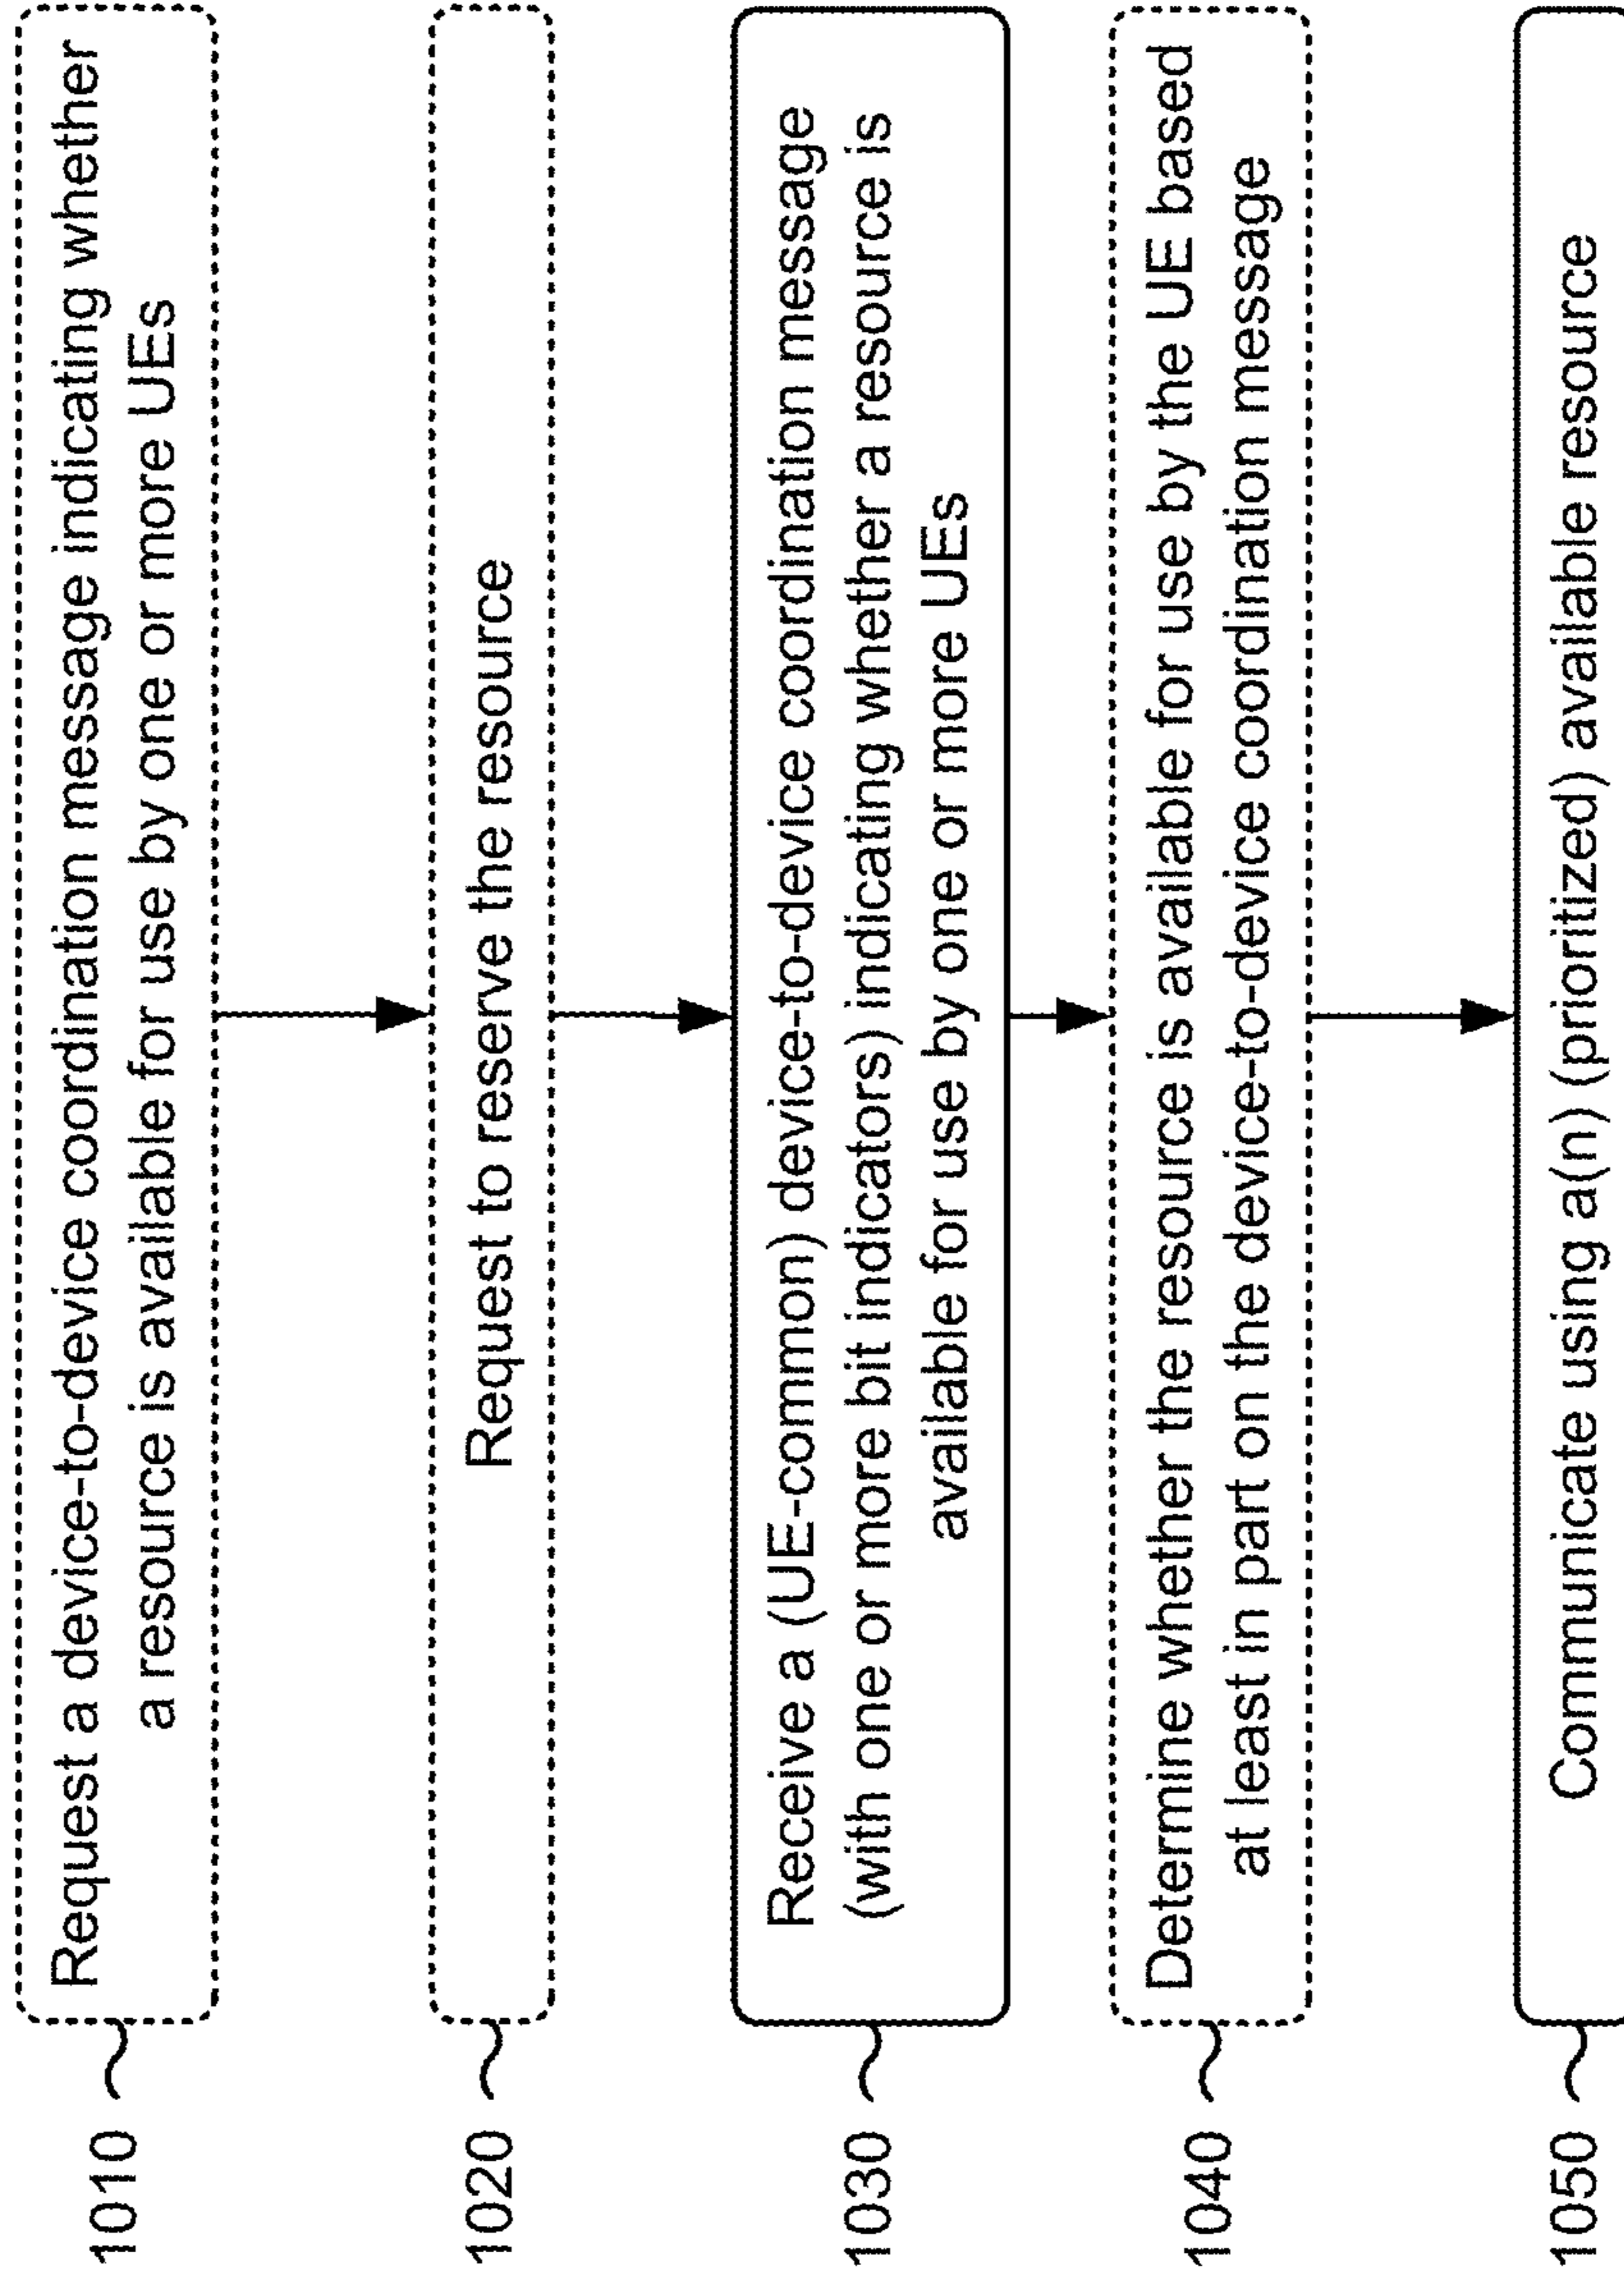 1010
Request a device-to-device coordination message indicating whether
a resource is available for use by one or more UEs
1020
Request to reserve the resource
1030
Receive a (UE-common) device-to-device coordination message
(with one or more bit indicators) indicating whether a resource is
available for use by one or more UEs
1040
Determine whether the resource is available for use by the UE based
at least in part on the device-to-device coordination message
1050
Communicate using a(n) (prioritized) available resource